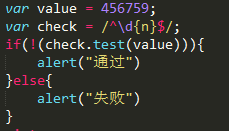 var value = 456759;
var check = /^\d{n}$/;
if(!(check.test(value))){
alert("通过")
}else{
alert("失败")
}